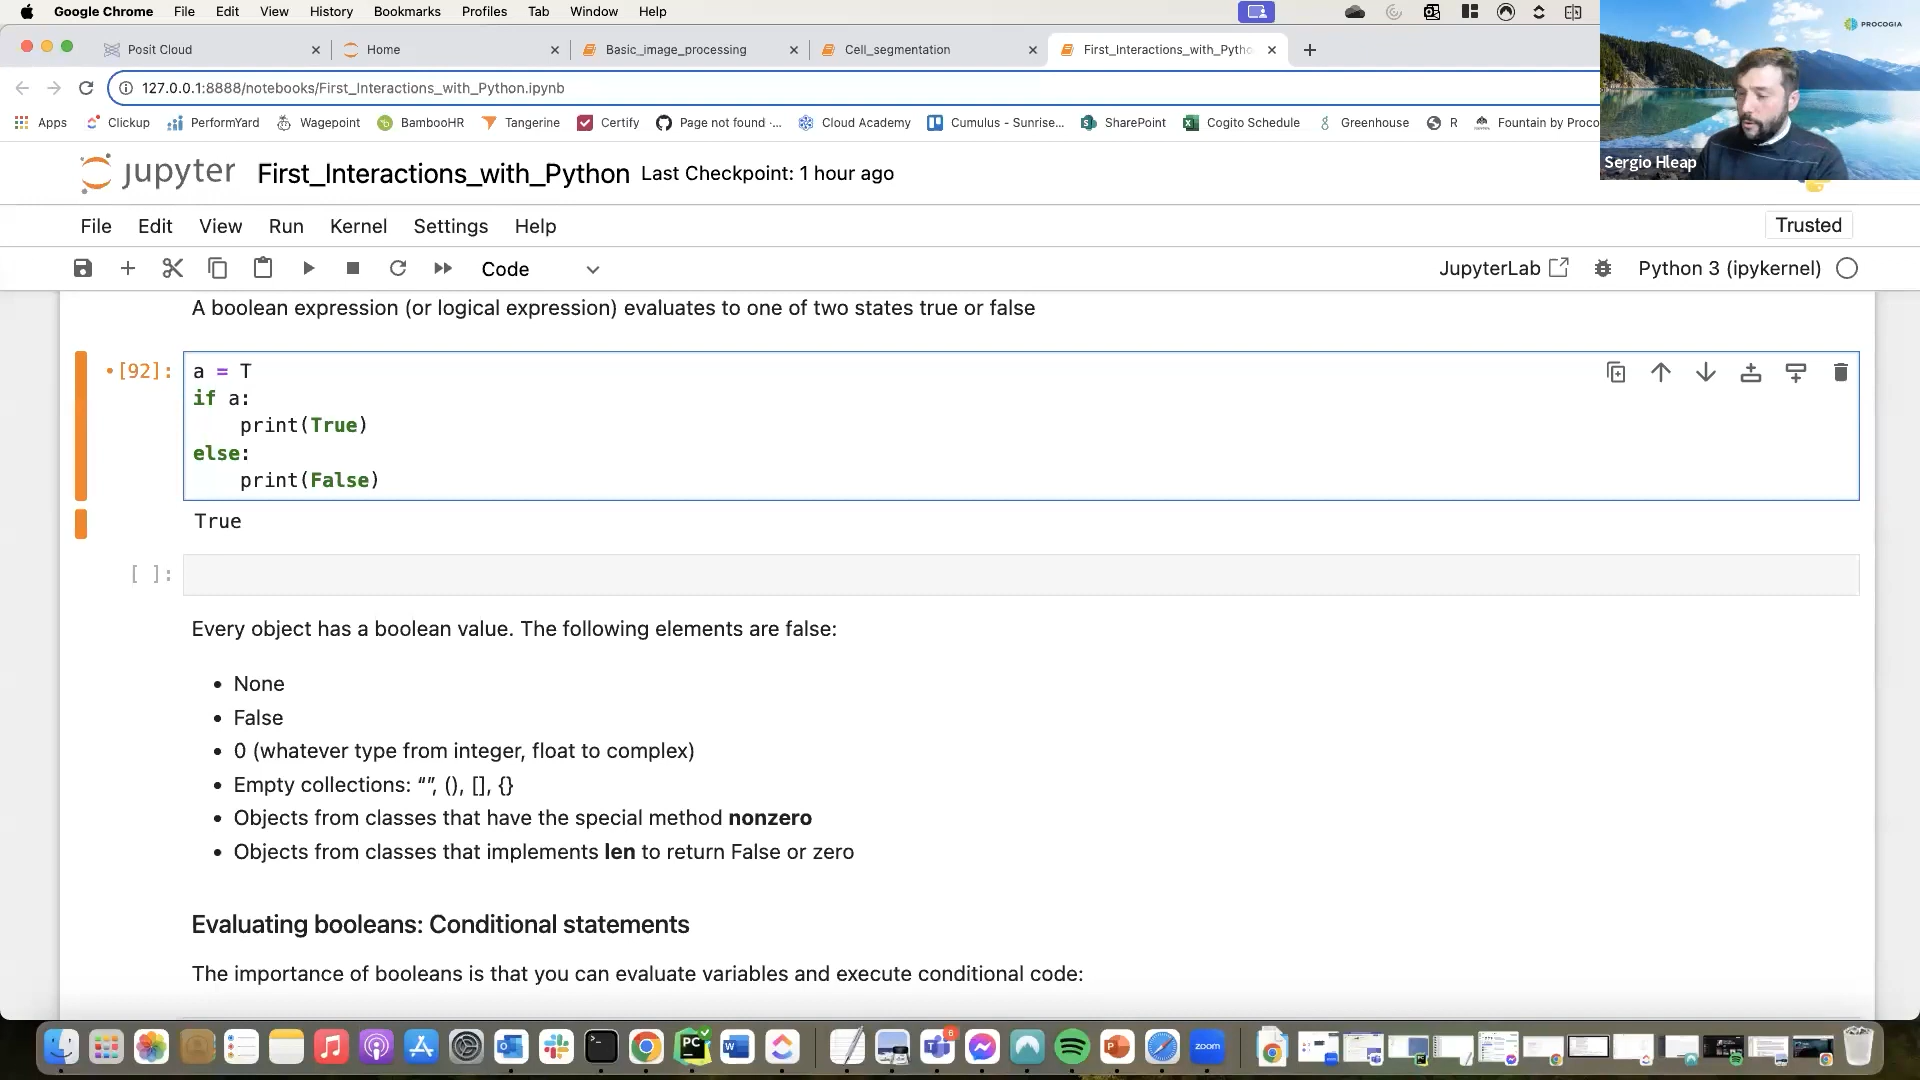 Google Chrome File Edit View History Bookmarks Profiles Tab Window Help
Posit Cloud Home Basic_image_processing Cell_segmentation First_Interactions_with_Pytho
127.0.0.1:8888/notebooks/First_Interactions_with_Python.ipynb
Apps Clickup PerformYard Wagepoint BambooHR Tangerine Certify Page not found ·... Cloud Academy Cumulus - Sunrise... SharePoint Cogito Schedule Greenhouse R Fountain by Proco
PROCOGIA
Sergio Hleap
jupyter First_Interactions_with_Python Last Checkpoint: 1 hour ago
File Edit View Run Kernel Settings Help Trusted
Code JupyterLab Python 3 (ipykernel)
A boolean expression (or logical expression) evaluates to one of two states true or false
•[92]: a = T
if a:
print(True)
else:
print(False)
True
[ ]:
Every object has a boolean value. The following elements are false:
• None
• False
• 0 (whatever type from integer, float to complex)
• Empty collections: “”, (), [], {}
• Objects from classes that have the special method nonzero
• Objects from classes that implements len to return False or zero
Evaluating booleans: Conditional statements
The importance of booleans is that you can evaluate variables and execute conditional code:
PC W 6 P zoom